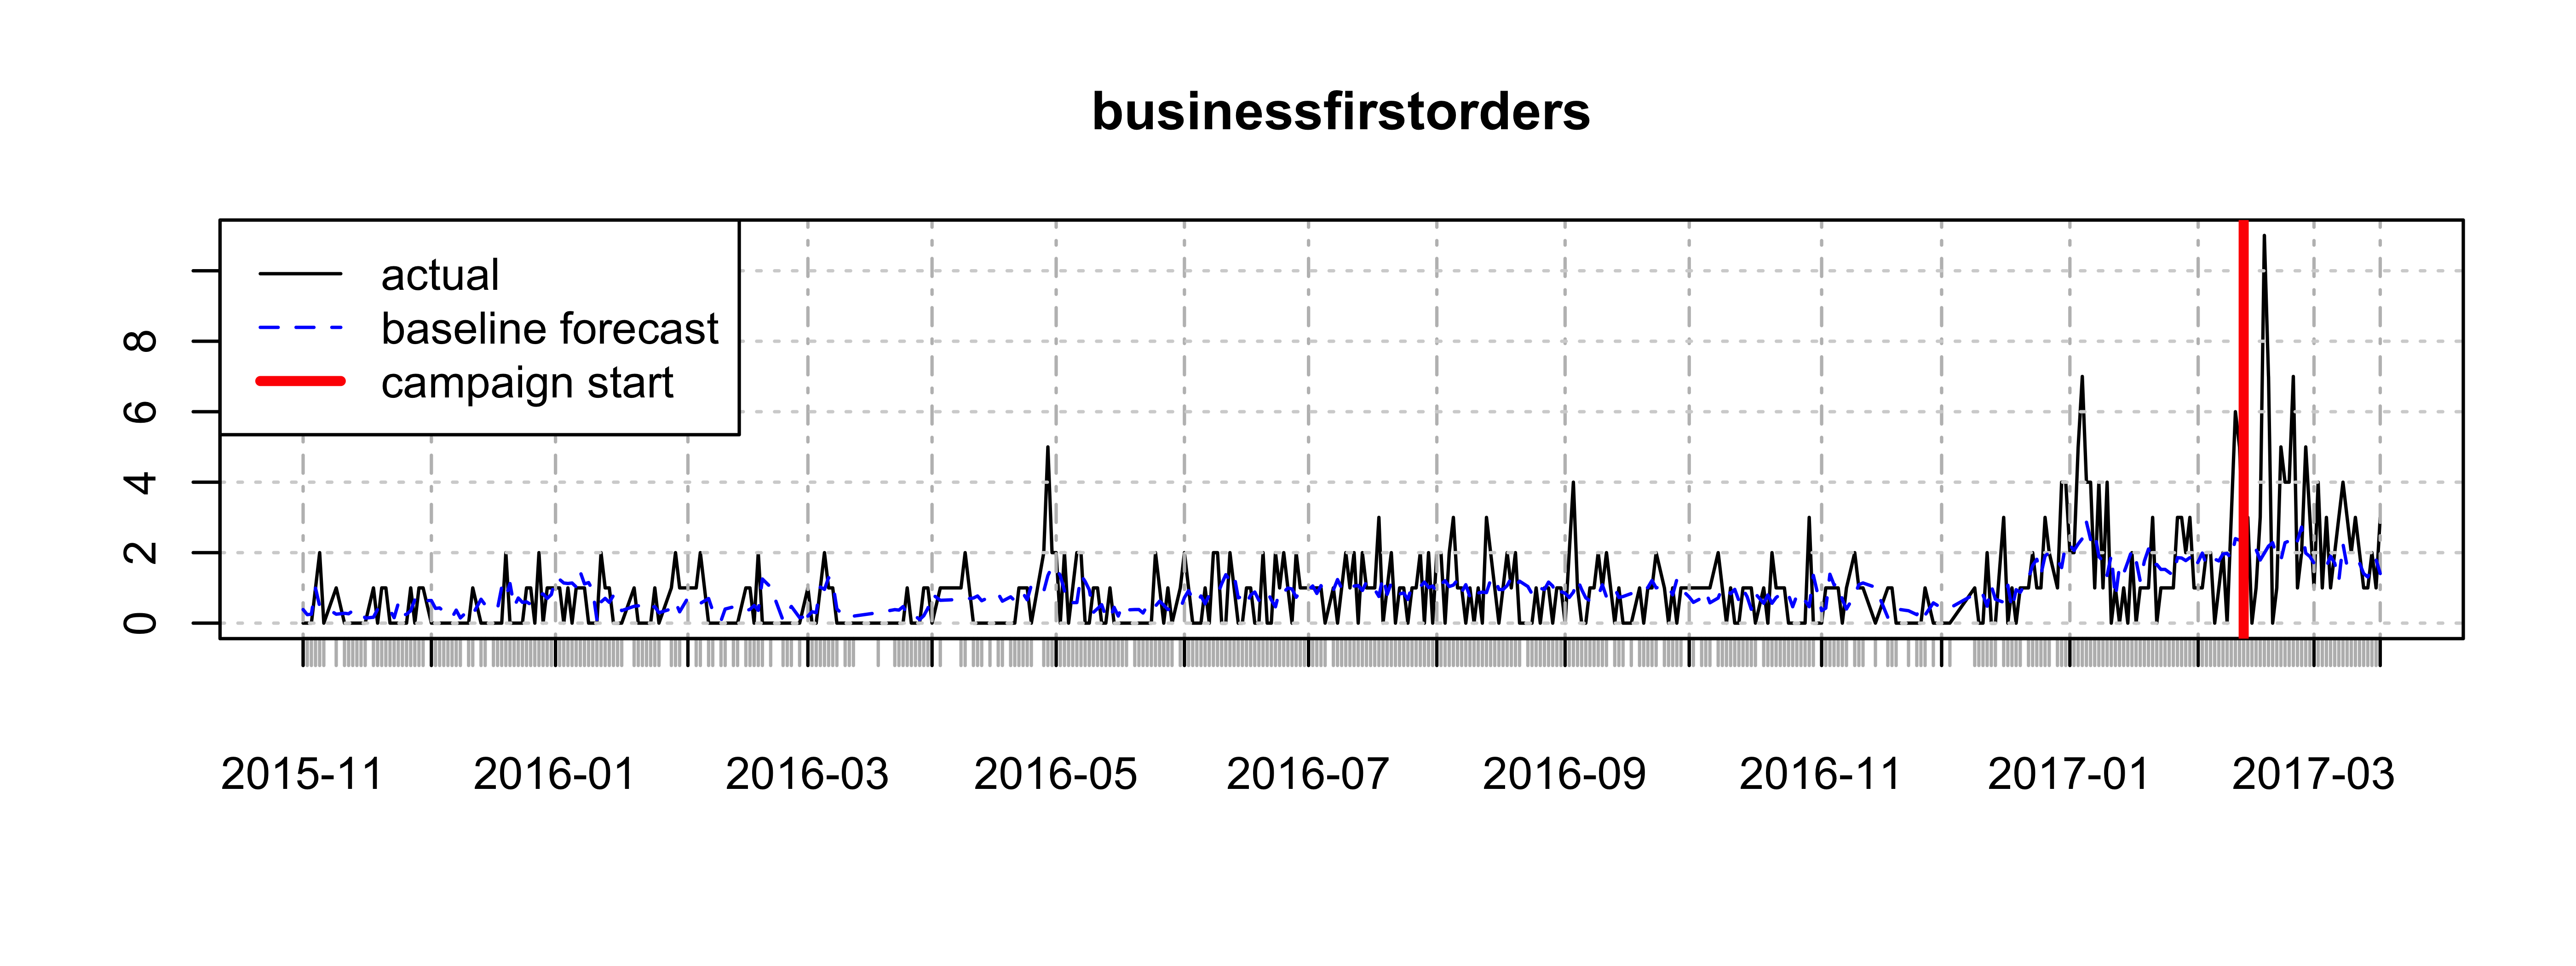 businessfirstorders
actual
baseline forecast
campaign start
8
6
4
2
0
2015-11 2016-01 2016-03 2016-05 2016-07 2016-09 2016-11 2017-01 2017-03